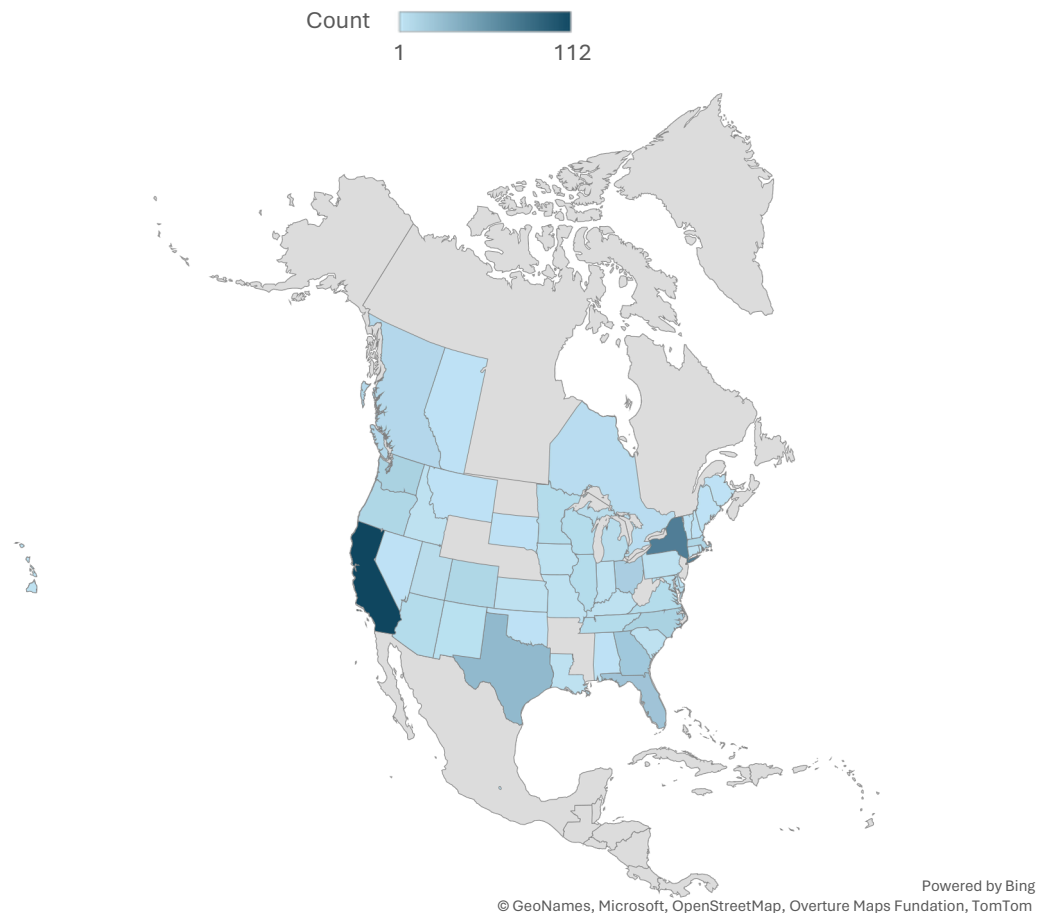 Count
1 112
Powered by Bing
© GeoNames, Microsoft, OpenStreetMap, Overture Maps Fundation, TomTom